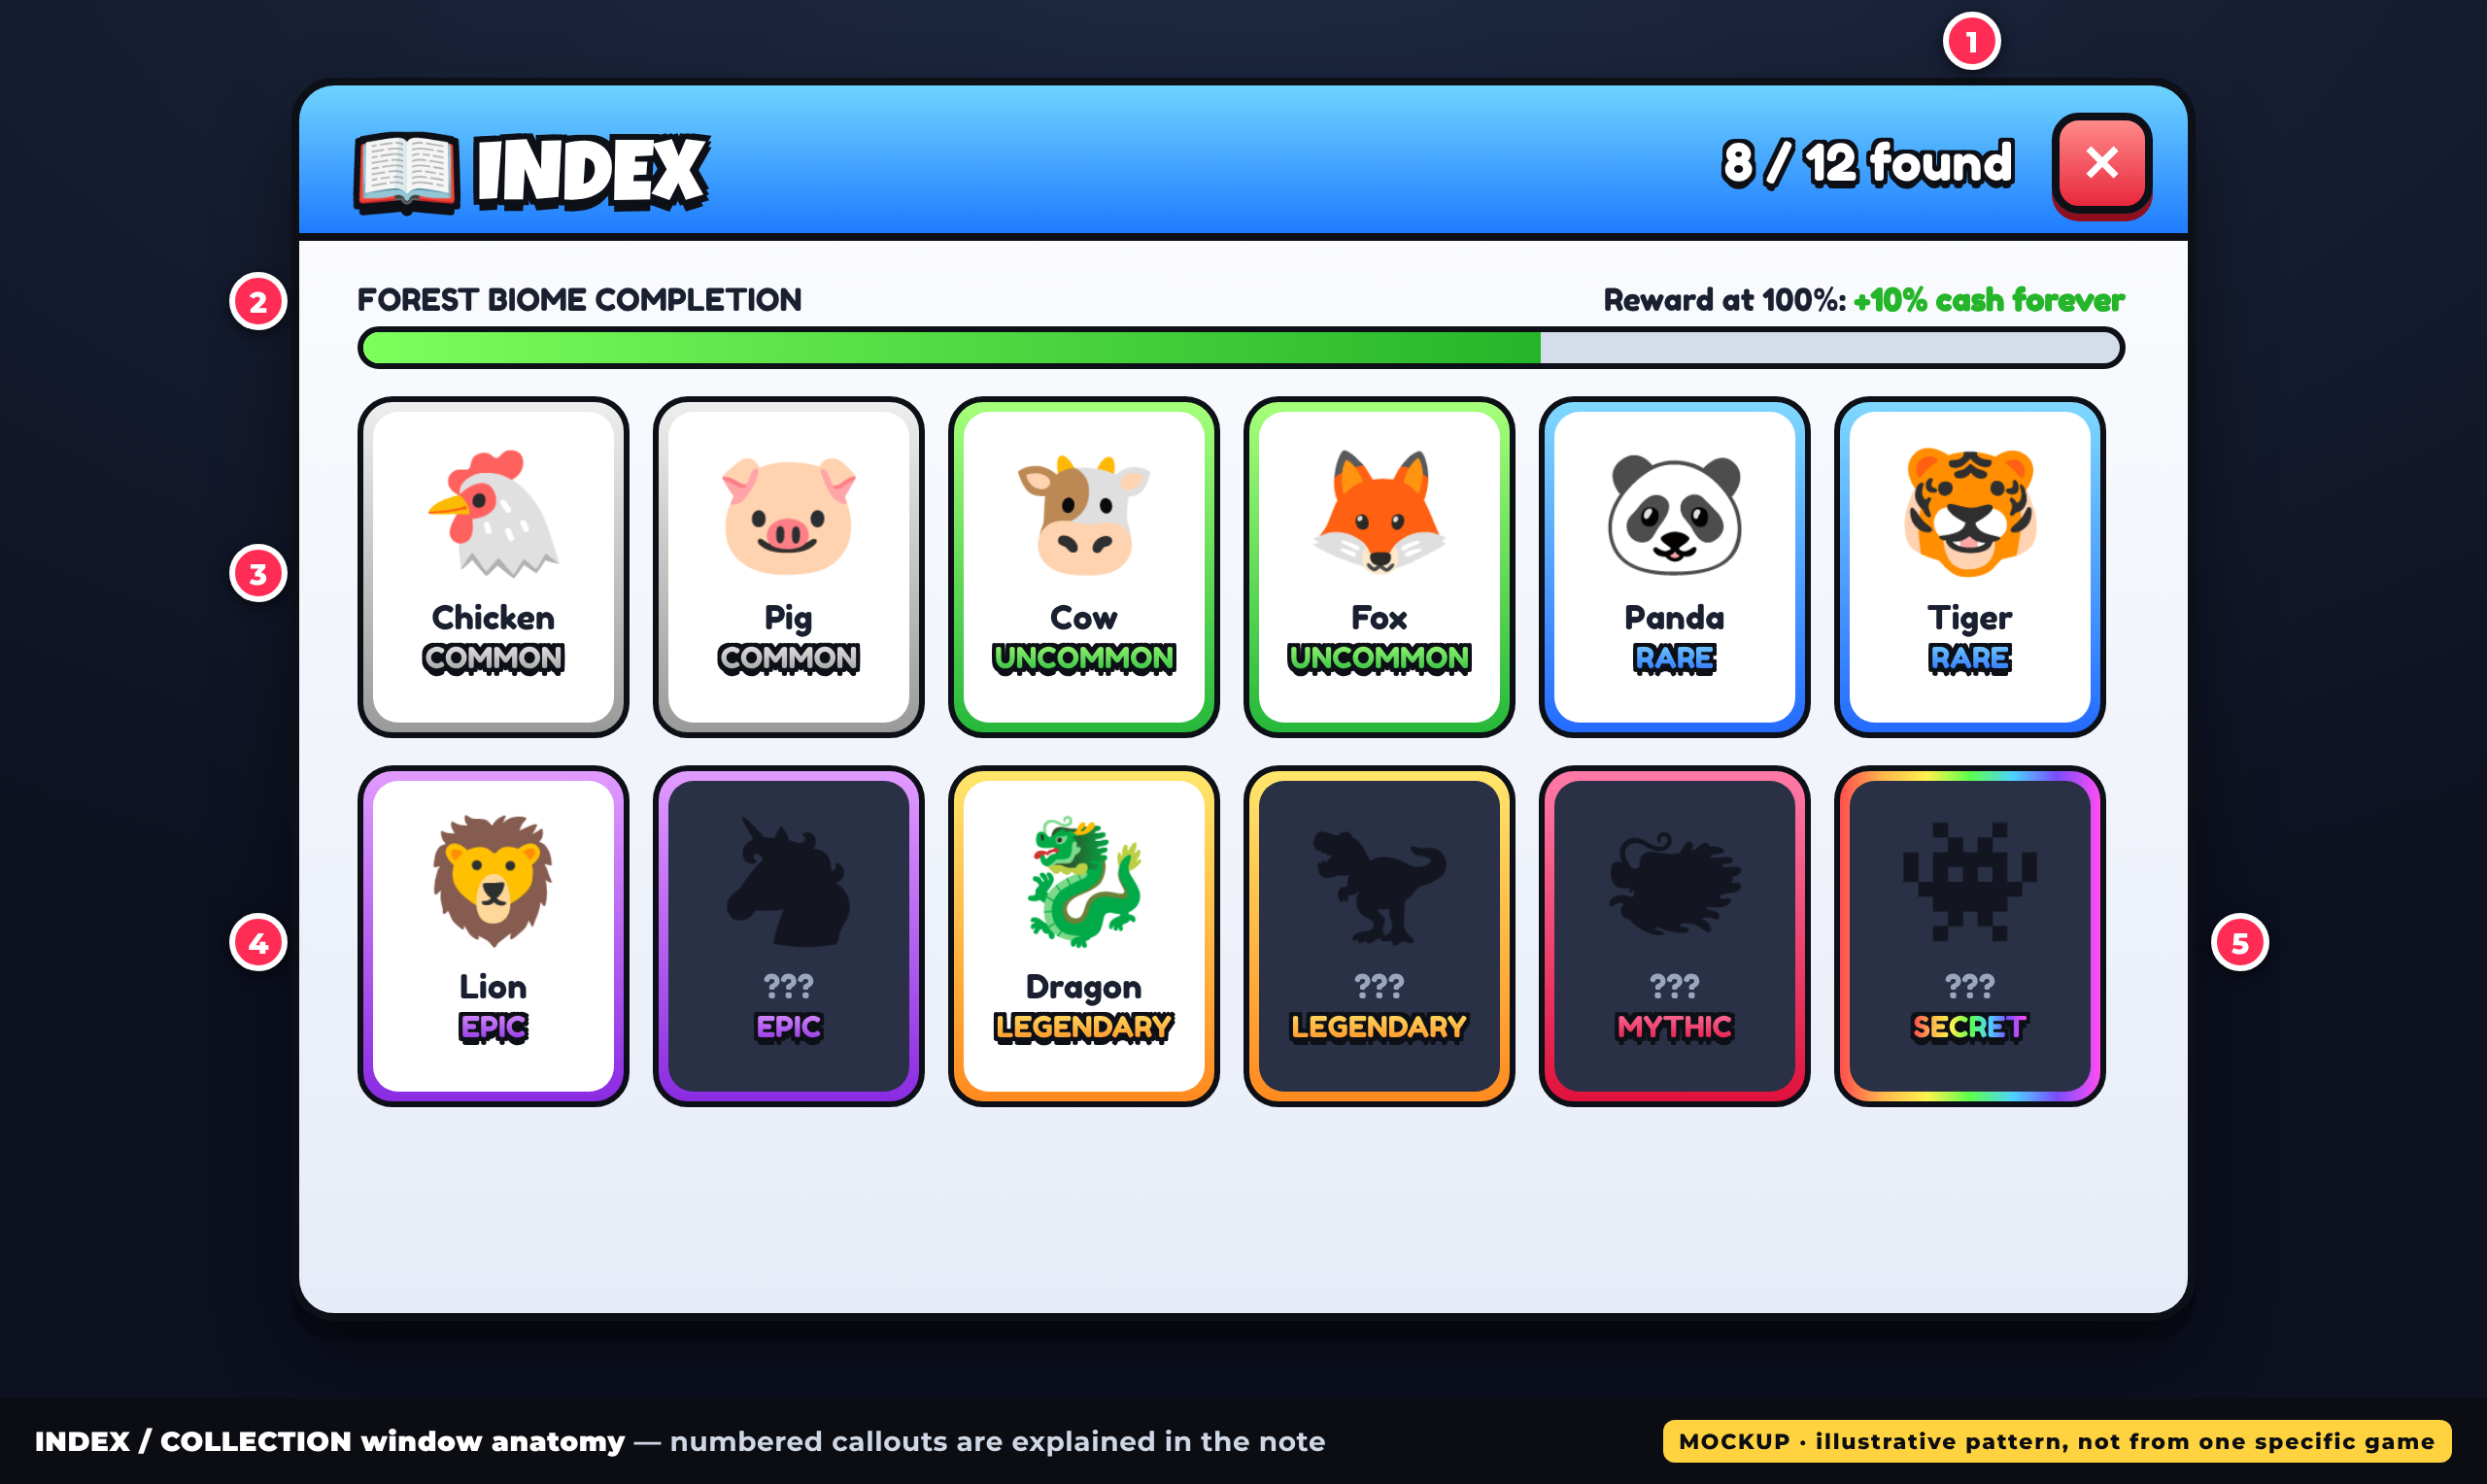 1
INDEX
8 / 12 found
×
2
FOREST BIOME COMPLETION
Reward at 100%: +10% cash forever
3
Chicken
COMMON
Pig
COMMON
Cow
UNCOMMON
Fox
UNCOMMON
Panda
RARE
Tiger
RARE
4
Lion
EPIC
???
EPIC
Dragon
LEGENDARY
???
LEGENDARY
???
MYTHIC
???
SECRET
5
INDEX / COLLECTION window anatomy — numbered callouts are explained in the note
MOCKUP · illustrative pattern, not from one specific game